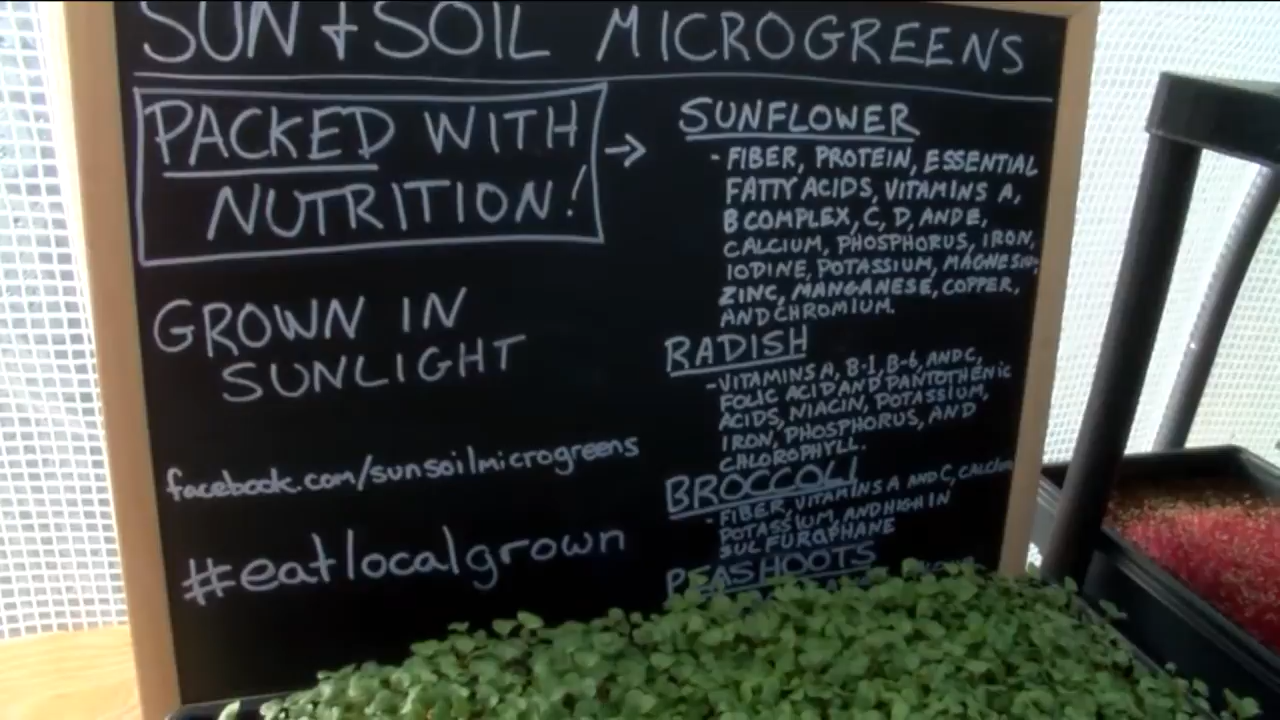 SUN + SOIL MICROGREENS
PACKED WITH
NUTRITION!
→
GROWN IN
SUNLIGHT
facebook.com/sunsoilmicrogreens
#eatlocalgrown
SUNFLOWER
- FIBER, PROTEIN, ESSENTIAL
FATTY ACIDS, VITAMINS A,
B COMPLEX, C, D, AND E,
CALCIUM, PHOSPHORUS, IRON,
IODINE, POTASSIUM, MAGNESIUM,
ZINC, MANGANESE, COPPER,
AND CHROMIUM.
RADISH
- VITAMINS A, B-1, B-6, AND C,
FOLIC ACID AND PANTOTHENIC
ACIDS, NIACIN, POTASSIUM,
IRON, PHOSPHORUS, AND
CHLOROPHYLL.
BROCCOLI
- FIBER, VITAMINS A AND C, CALCIUM
POTASSIUM, AND HIGH IN
SULFUROPHANE
PEASHOOTS